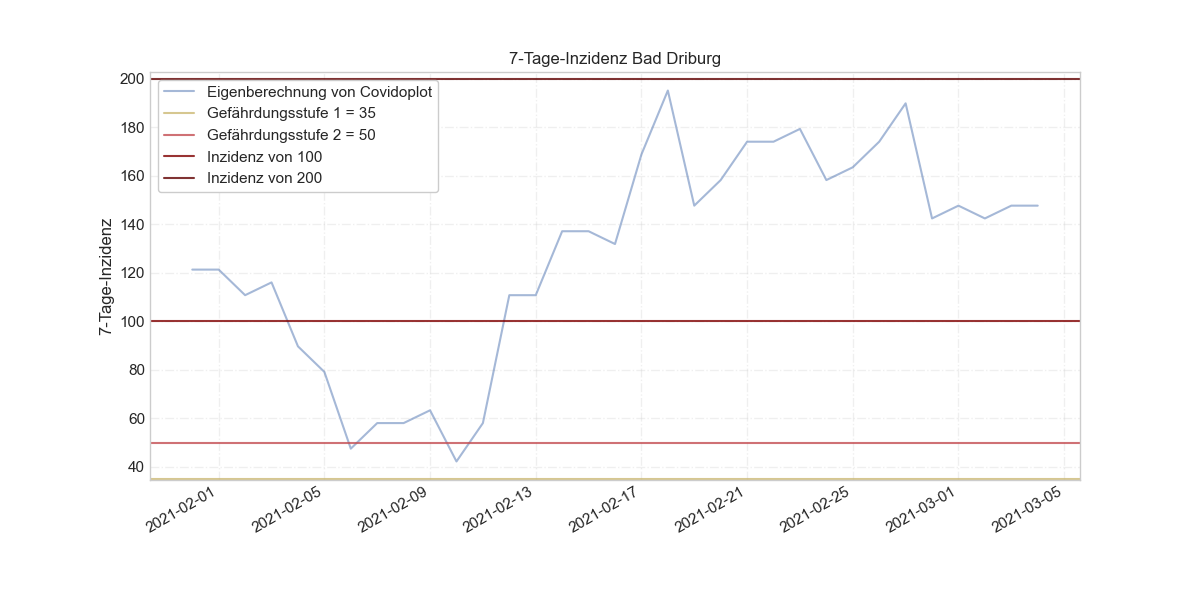 7-Tage-Inzidenz Bad Driburg
Eigenberechnung von Covidoplot
Gefährdungsstufe 1 = 35
Gefährdungsstufe 2 = 50
Inzidenz von 100
Inzidenz von 200
7-Tage-Inzidenz
200
180
160
140
120
100
80
60
40
2021-02-01
2021-02-05
2021-02-09
2021-02-13
2021-02-17
2021-02-21
2021-02-25
2021-03-01
2021-03-05